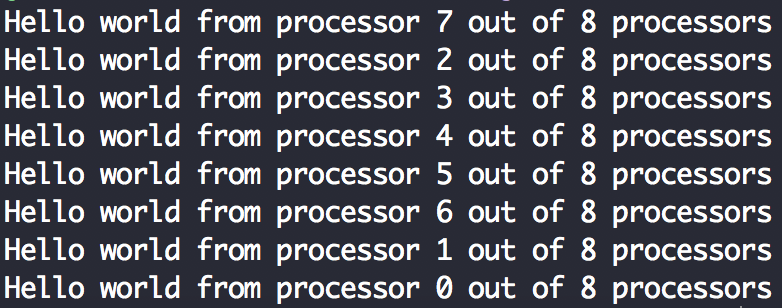 Hello world from processor 7 out of 8 processors
Hello world from processor 2 out of 8 processors
Hello world from processor 3 out of 8 processors
Hello world from processor 4 out of 8 processors
Hello world from processor 5 out of 8 processors
Hello world from processor 6 out of 8 processors
Hello world from processor 1 out of 8 processors
Hello world from processor 0 out of 8 processors